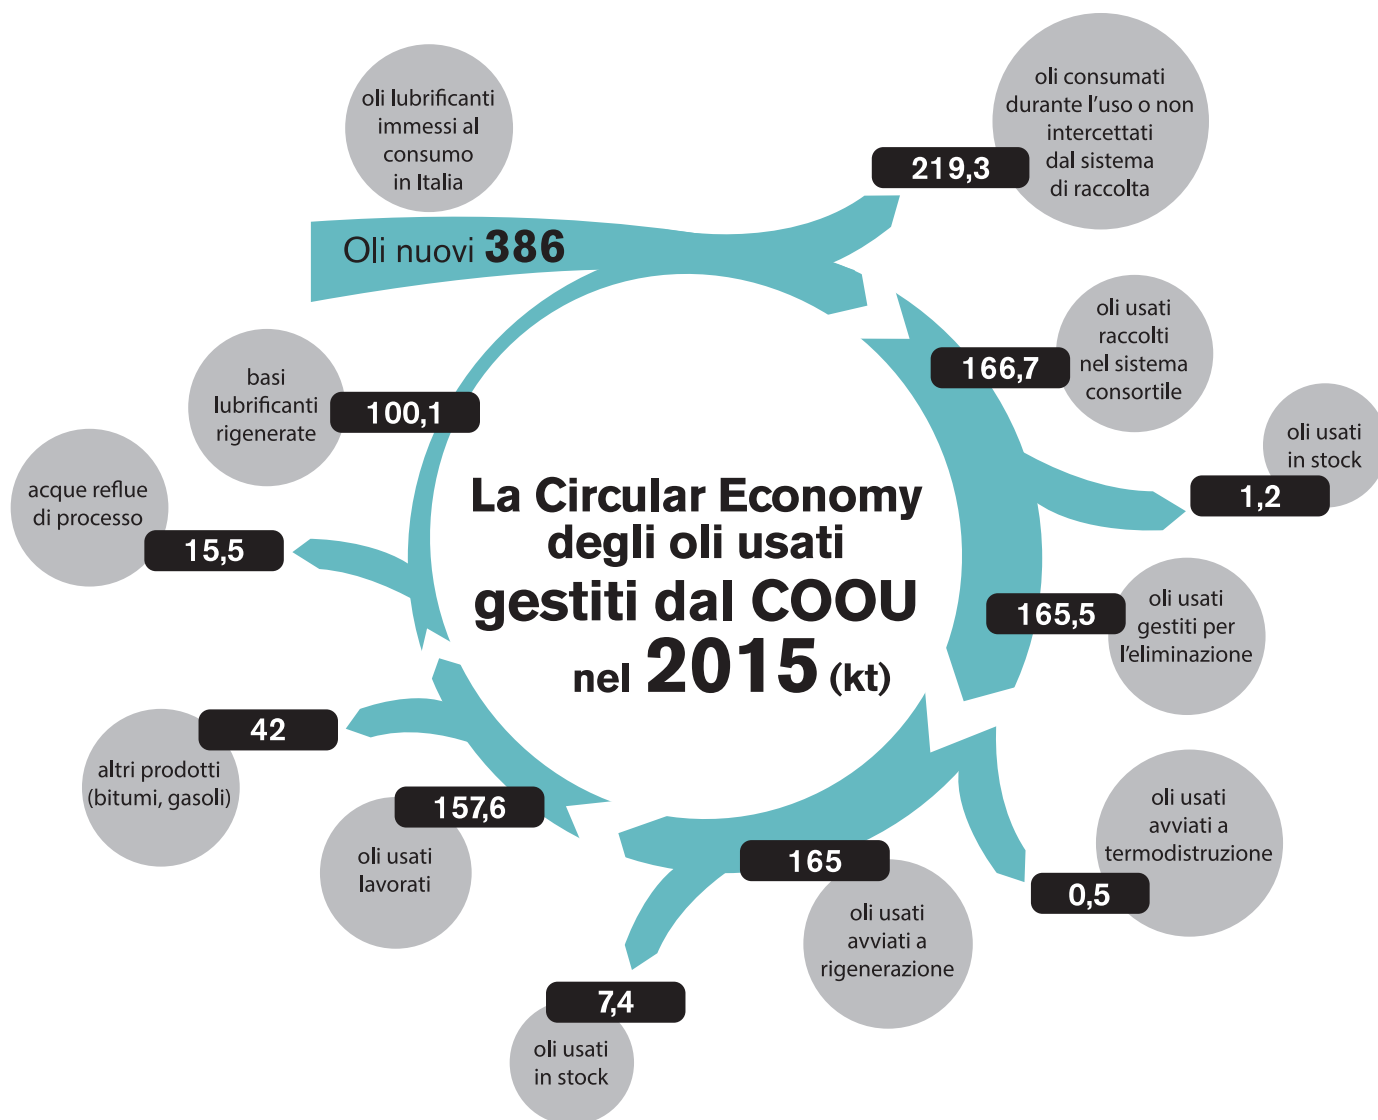 oli lubrificanti
immessi al
consumo
in Italia
Oli nuovi 386
oli consumati
durante l'uso o non
intercettati
dal sistema
di raccolta
219,3
oli usati
raccolti
nel sistema
consortile
166,7
oli usati
in stock
1,2
oli usati
gestiti per
l'eliminazione
165,5
oli usati
avviati a
termodistruzione
0,5
165
oli usati
avviati a
rigenerazione
7,4
oli usati
in stock
157,6
oli usati
lavorati
42
altri prodotti
(bitumi, gasoli)
acque reflue
di processo
15,5
basi
lubrificanti
rigenerate
100,1
La Circular Economy
degli oli usati
gestiti dal COOU
nel 2015 (kt)